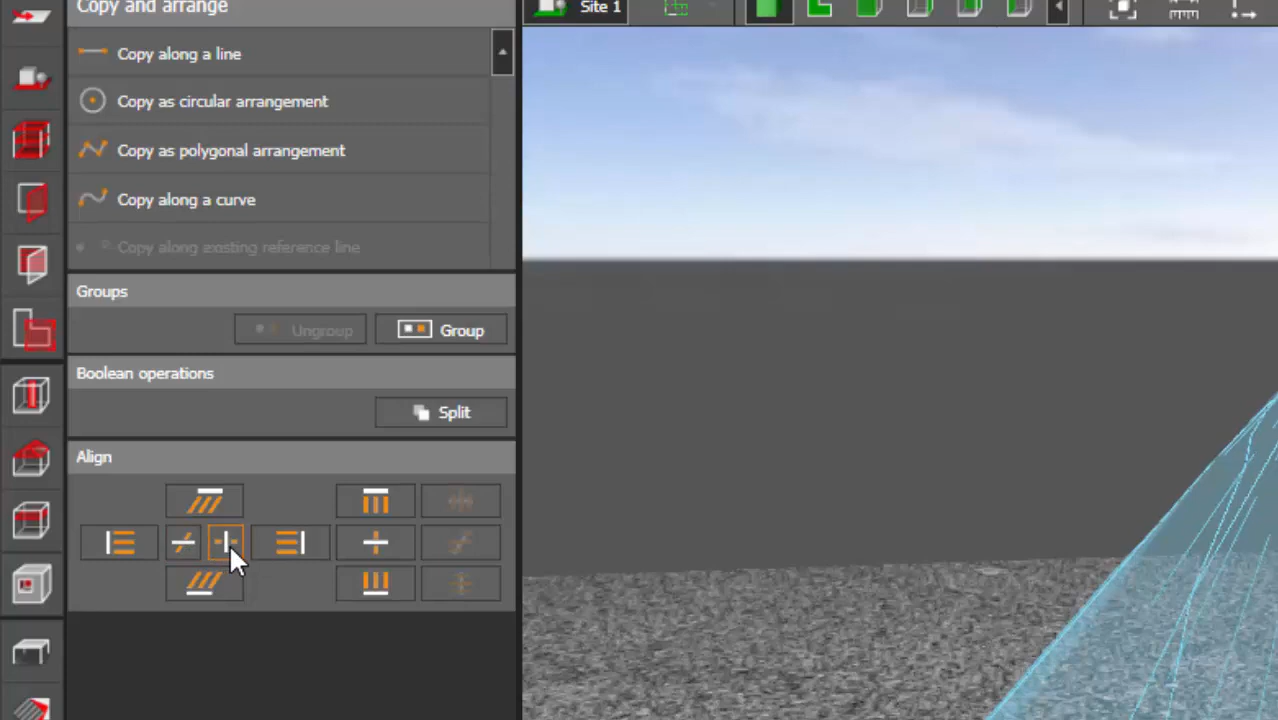 Copy and arrange
Site 1
Copy along a line
Copy as circular arrangement
Copy as polygonal arrangement
Copy along a curve
Copy along existing reference line
Groups
Ungroup
Group
Boolean operations
Split
Align